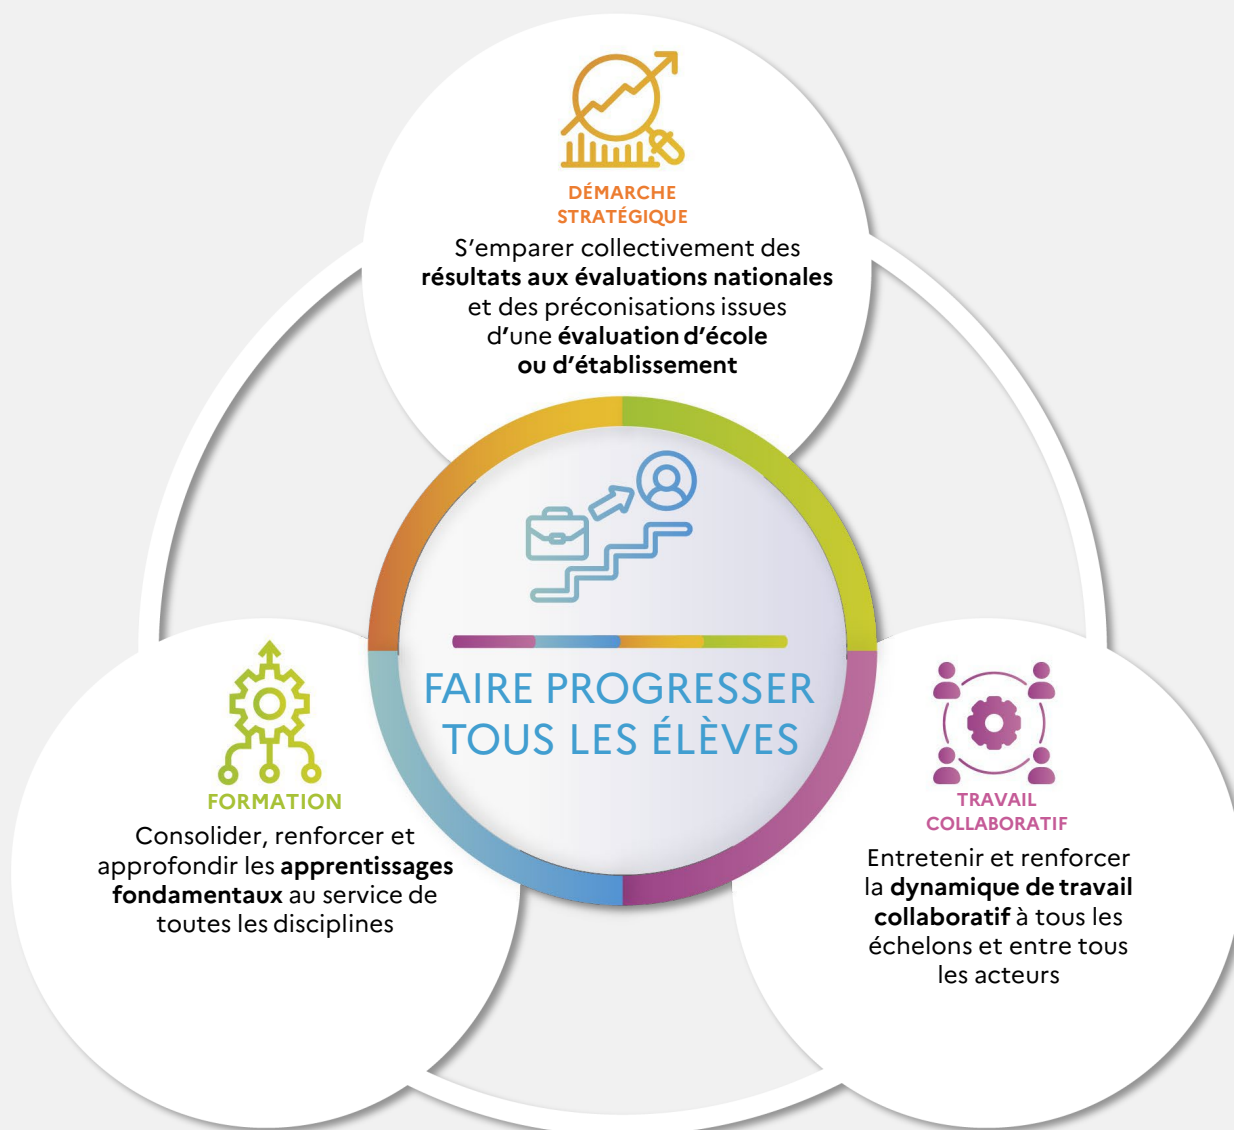 DÉMARCHE
STRATÉGIQUE
S’emparer collectivement des
résultats aux évaluations nationales
et des préconisations issues
d’une évaluation d’école
ou d’établissement
FAIRE PROGRESSER
TOUS LES ÉLÈVES
FORMATION
Consolider, renforcer et
approfondir les apprentissages
fondamentaux au service de
toutes les disciplines
TRAVAIL
COLLABORATIF
Entretenir et renforcer
la dynamique de travail
collaboratif à tous les
échelons et entre tous
les acteurs